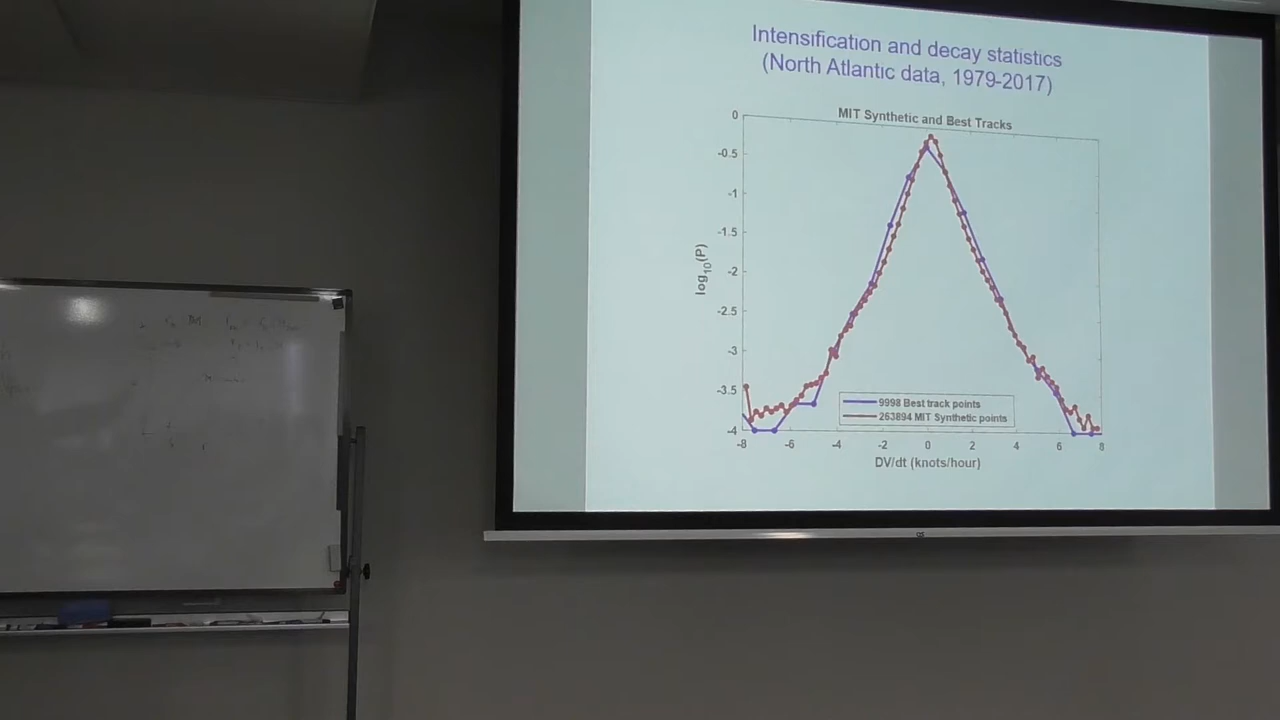 Intensification and decay statistics
(North Atlantic data, 1979-2017)
MIT Synthetic and Best Tracks
0
-0.5
-1
-1.5
-2
-2.5
-3
-3.5
-4
log10(P)
9998 Best track points
263894 MIT Synthetic points
-8 -6 -4 -2 0 2 4 6 8
DV/dt (knots/hour)